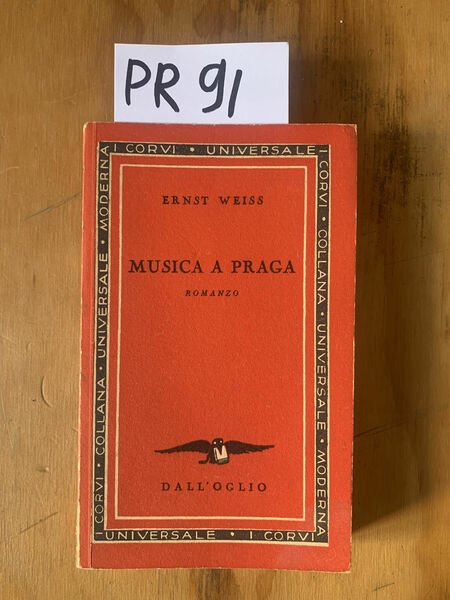 PR 91
I CORVI • UNIVERSALE
I CORVI • COLLANA • UNIVERSALE • MODERNA
I CORVI • COLLANA • UNIVERSALE • MODERNA
ERNST WEISS
MUSICA A PRAGA
ROMANZO
DALL'OGLIO
UNIVERSALE • I CORVI